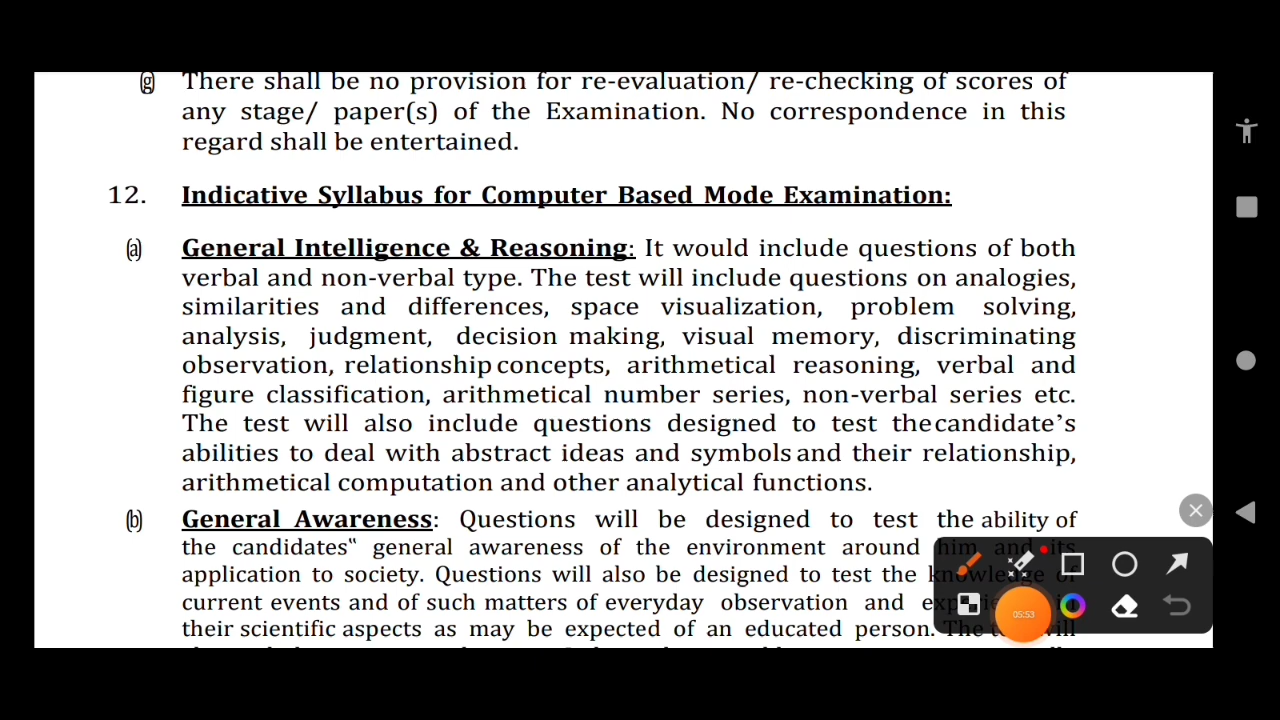 (g) There shall be no provision for re-evaluation/ re-checking of scores of
any stage/ paper(s) of the Examination. No correspondence in this
regard shall be entertained.
12. Indicative Syllabus for Computer Based Mode Examination:
(a) General Intelligence & Reasoning: It would include questions of both
verbal and non-verbal type. The test will include questions on analogies,
similarities and differences, space visualization, problem solving,
analysis, judgment, decision making, visual memory, discriminating
observation, relationship concepts, arithmetical reasoning, verbal and
figure classification, arithmetical number series, non-verbal series etc.
The test will also include questions designed to test thecandidate’s
abilities to deal with abstract ideas and symbols and their relationship,
arithmetical computation and other analytical functions.
(b) General Awareness: Questions will be designed to test the ability of
the candidates‟ general awareness of the environment around him and its
application to society. Questions will also be designed to test the knowledge of
current events and of such matters of everyday observation and
their scientific aspects as may be expected of an educated person. The
05:53